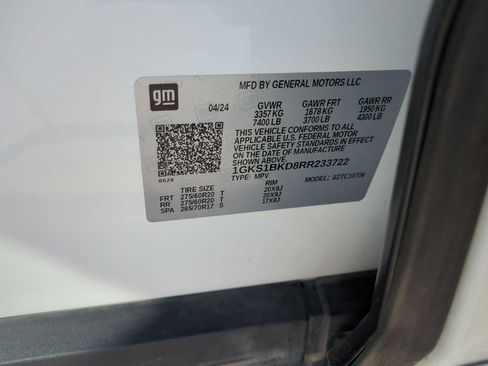 gm
MFD BY GENERAL MOTORS LLC
04/24 GVWR GAWR FRT GAWR RR
3357 KG 1678 KG 1950 KG
7400 LB 3700 LB 4300 LB
THIS VEHICLE CONFORMS TO ALL
APPLICABLE U.S. FEDERAL MOTOR
VEHICLE SAFETY STANDARDS IN EFFECT
ON THE DATE OF MANUFACTURE
SHOWN ABOVE.
1GKS1BKD8RR233722
TYPE: MPV MODEL: 82TC10706
8624
TIRE SIZE RIM
FRT 275/60R20 T 20X9J
RR 275/60R20 T 20X9J
SPA 265/70R17 S 17X8J